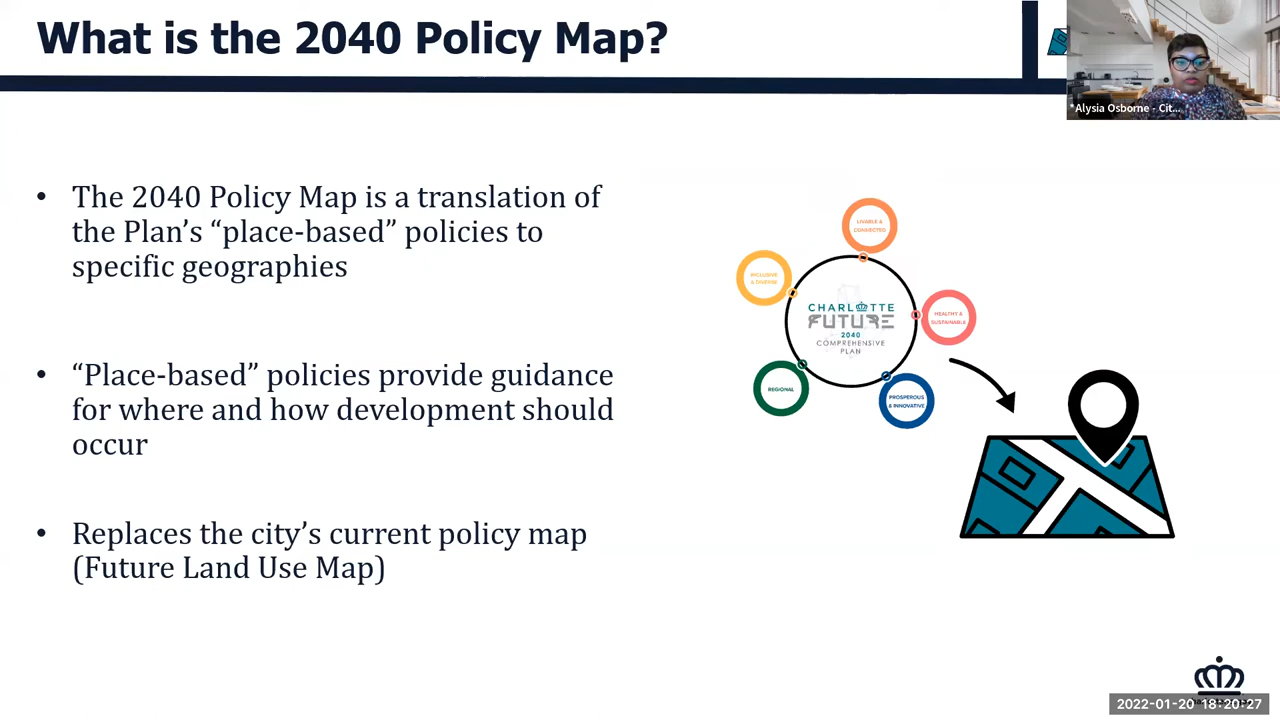 What is the 2040 Policy Map?
*Alysia Osborne - Cit...
• The 2040 Policy Map is a translation of
the Plan’s “place-based” policies to
specific geographies
• “Place-based” policies provide guidance
for where and how development should
occur
• Replaces the city’s current policy map
(Future Land Use Map)
LIVABLE &
CONNECTED
INCLUSIVE
& DIVERSE
CHARLOTTE
FUTURE
2040
COMPREHENSIVE
PLAN
HEALTHY &
SUSTAINABLE
REGIONAL
PROSPEROUS
& INNOVATIVE
2022-01-20 18:20:27